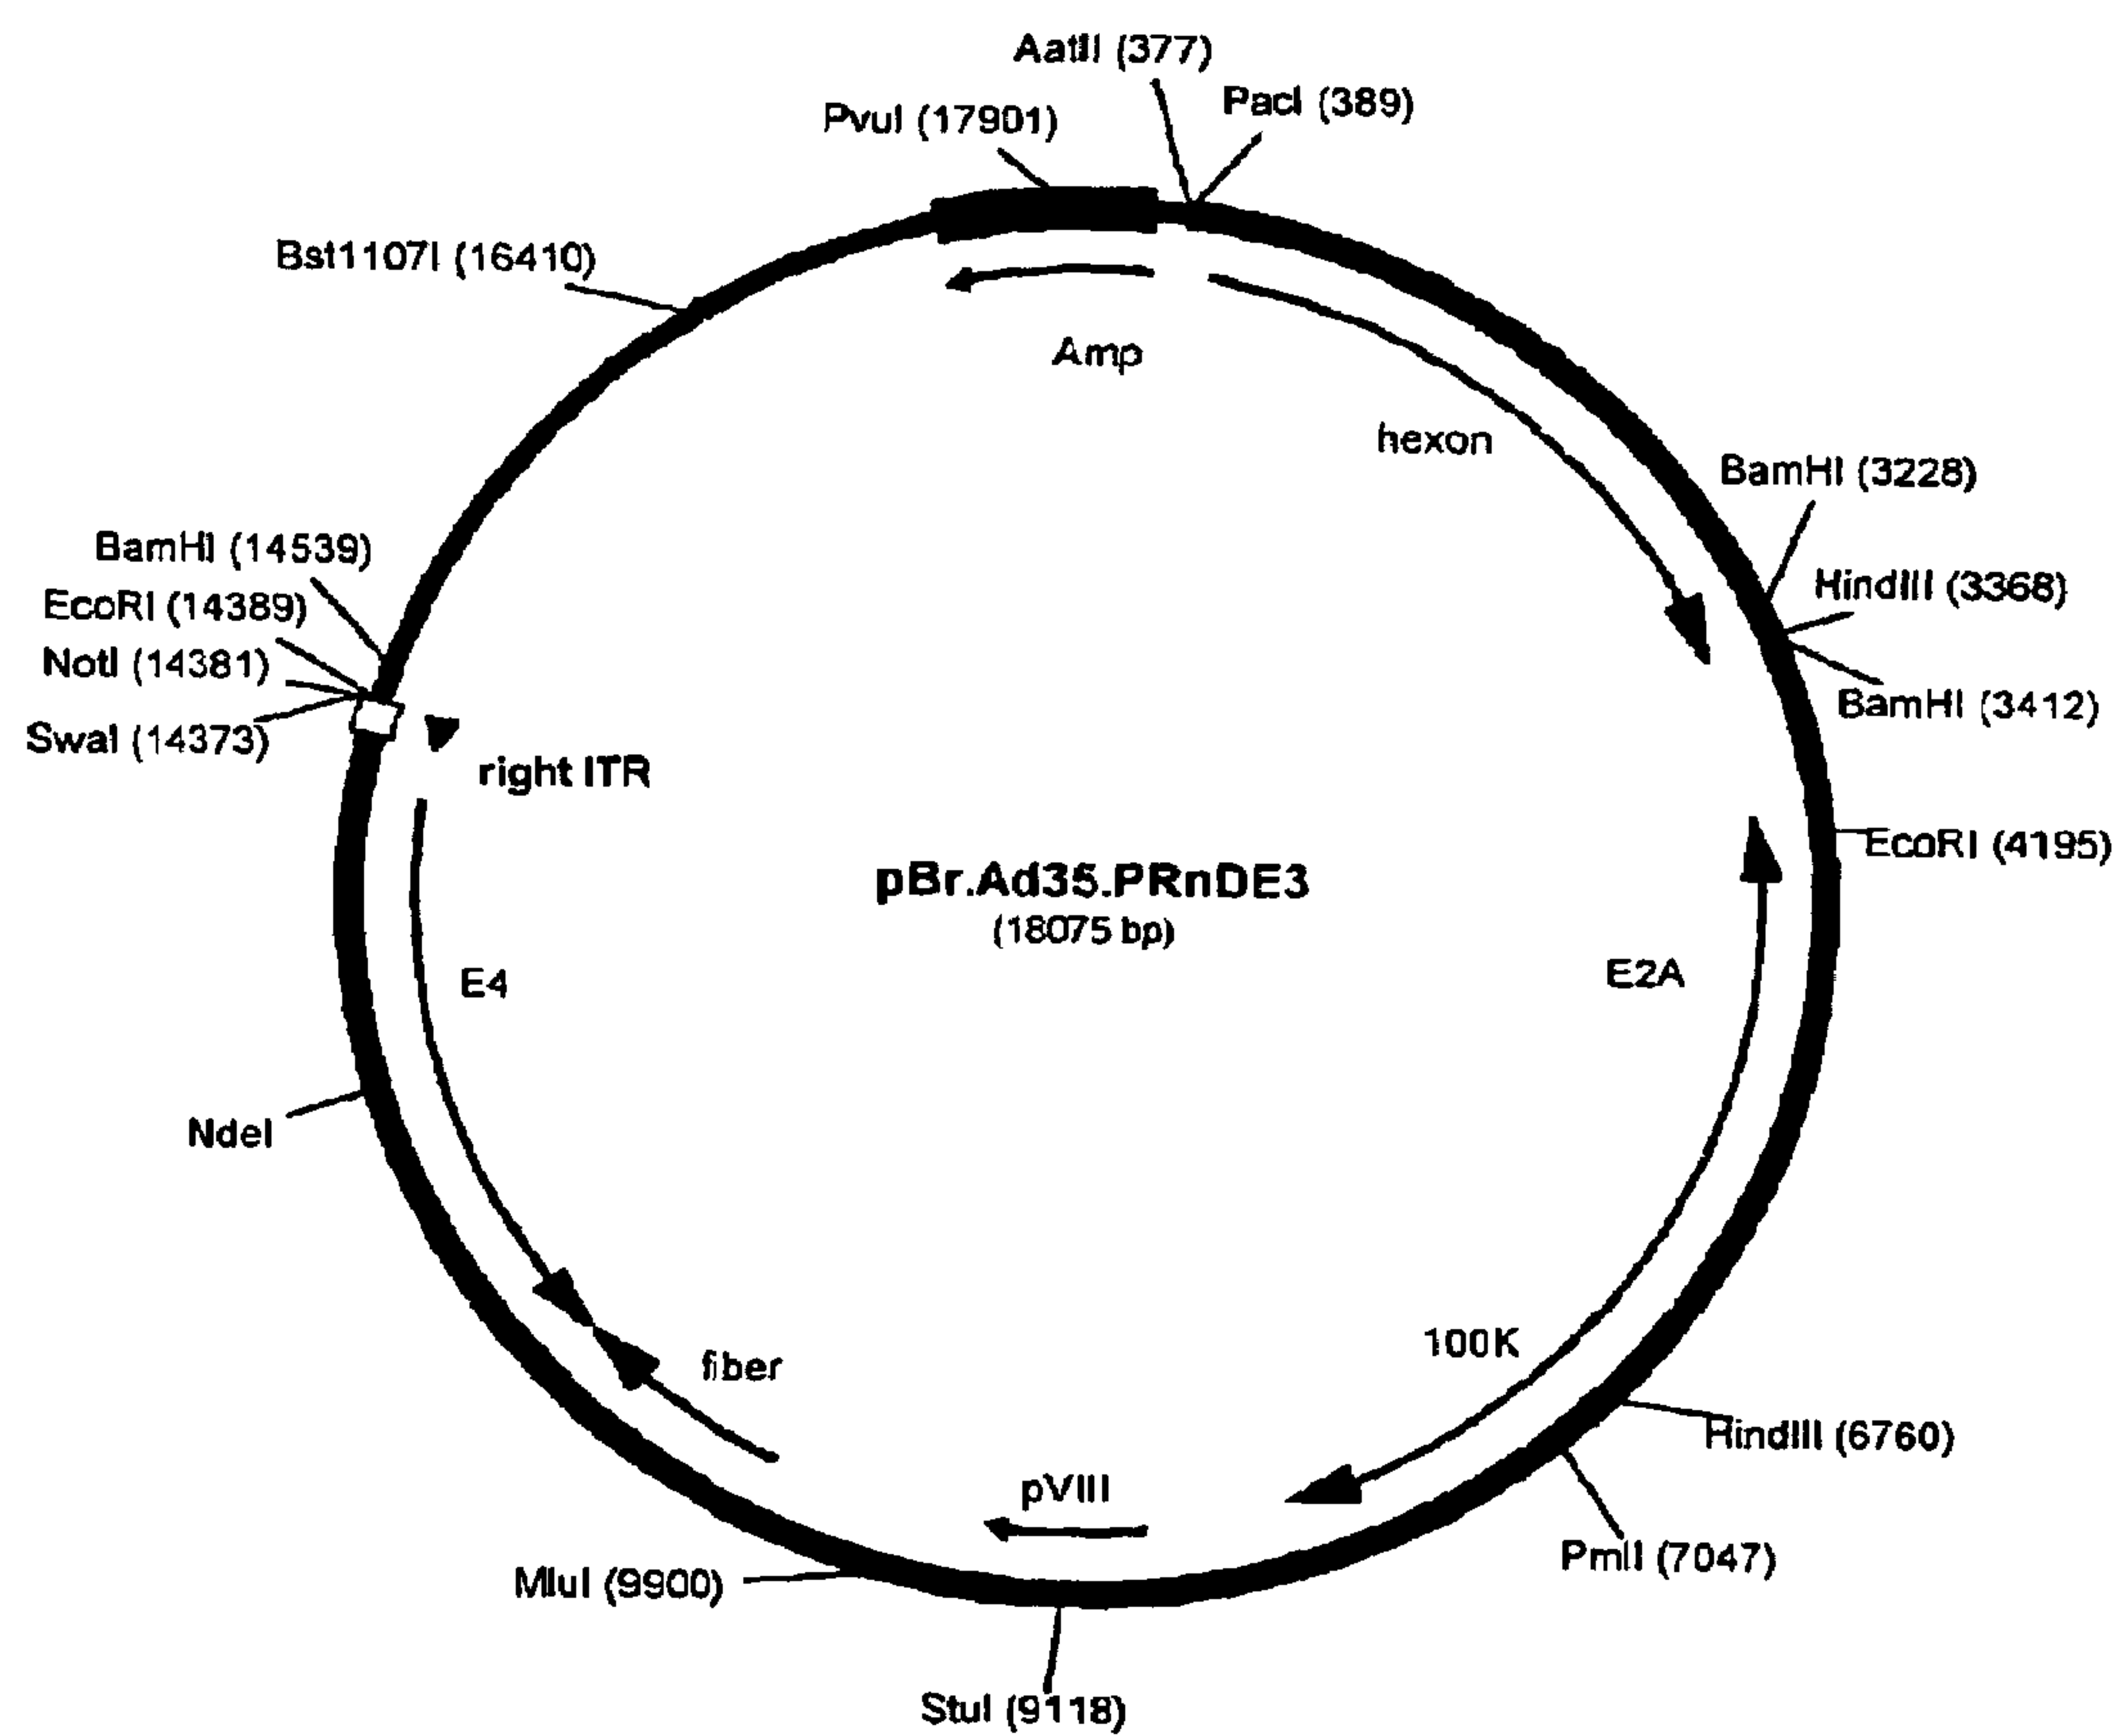 AatII (377)
PacI (389)
PvuI (17901)
Bst1107I (16410)
Amp
hexon
BamHI (3228)
HindIII (3368)
BamHI (3412)
BamHI (14539)
EcoRI (14389)
NotI (14381)
SwaI (14373)
right ITR
EcoRI (4195)
pBr.Ad35.PRnDE3
(18075 bp)
E4
E2A
NdeI
100K
fiber
HindIII (6760)
pVIII
PmlI (7047)
MluI (9900)
StuI (9118)